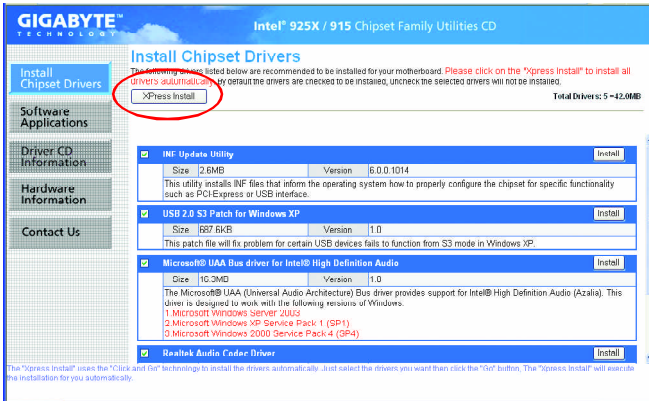 GIGABYTE™
TECHNOLOGY
Intel® 925X / 915 Chipset Family Utilities CD
Install
Chipset Drivers
Software
Applications
Driver CD
Information
Hardware
Information
Contact Us
Install Chipset Drivers
The following drivers listed below are recommended to be installed for your motherboard. Please click on the "Xpress Install" to install all
drivers automatically. By default the drivers are checked to be installed, uncheck the selected drivers will not be installed.
XPress Install
Total Drivers: 5 =42.0MB
INF Update Utility
Install
Size 2.6MB Version 6.0.0.1014
This utility installs INF files that inform the operating system how to properly configure the chipset for specific functionality
such as PCI-Express or USB interface.
USB 2.0 S3 Patch for Windows XP
Install
Size 687.6KB Version 1.0
This patch file will fix problem for certain USB devices fails to function from S3 mode in Windows XP.
Microsoft® UAA Bus driver for Intel® High Definition Audio
Install
Size 16.3MB Version 1.0
The Microsoft® UAA (Universal Audio Architecture) Bus driver provides support for Intel® High Definition Audio (Azalia). This
driver is designed to work with the following versions of Windows:
1.Microsoft Windows Server 2003
2.Microsoft Windows XP Service Pack 1 (SP1)
3.Microsoft Windows 2000 Service Pack 4 (SP4)
Realtek Audio Codec Driver
Install
The "Xpress Install" uses the "Click and Go" technology to install the drivers automatically. Just select the drivers you want then click the "Go" button. The "Xpress Install" will execute
the installation for you automatically.